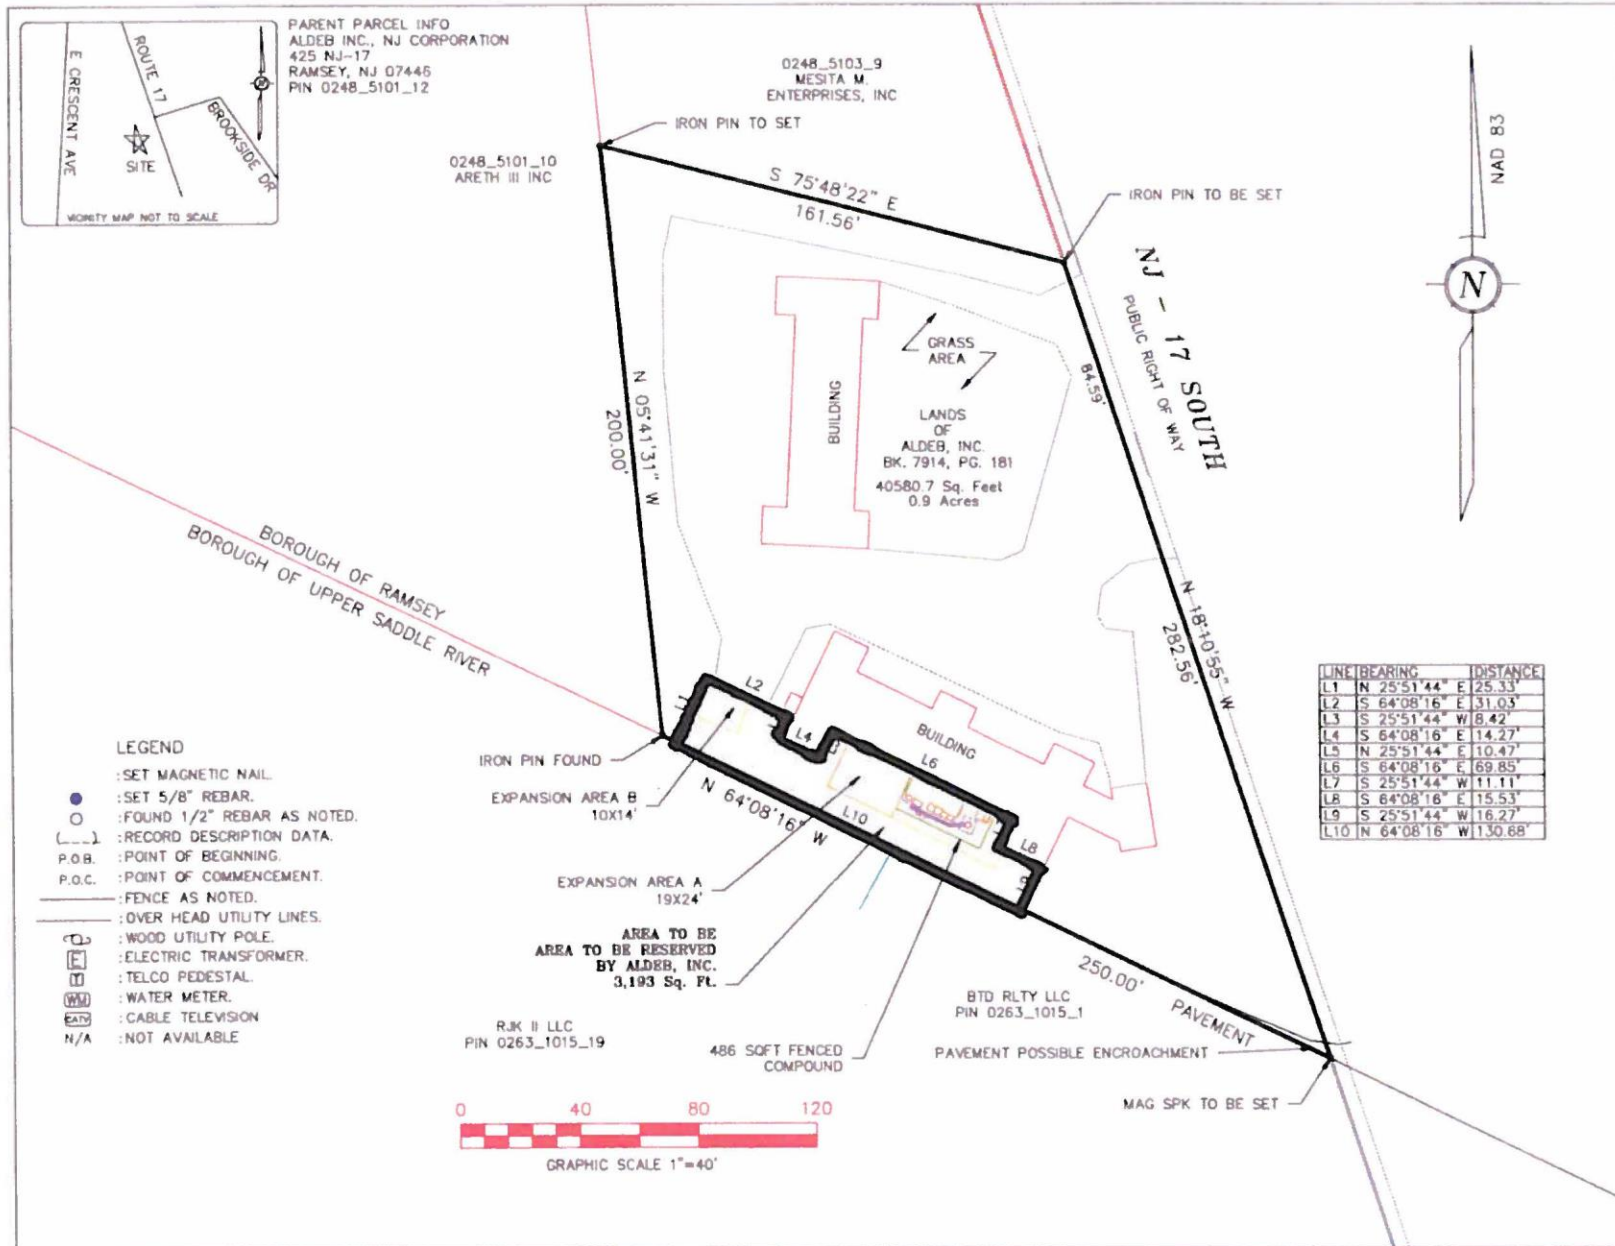 E CRESCENT AVE
ROUTE 17
BROOKSIDE DR
SITE
VICINITY MAP NOT TO SCALE
PARENT PARCEL INFO
ALDEB INC., NJ CORPORATION
425 NJ-17
RAMSEY, NJ 07446
PIN 0248_5101_12
0248_5103_9
MESITA M.
ENTERPRISES, INC
IRON PIN TO SET
0248_5101_10
ARETH III INC
S 75°48'22" E
161.56'
IRON PIN TO BE SET
NAD 83
N
NJ - 17 SOUTH
PUBLIC RIGHT OF WAY
84.59'
GRASS
AREA
BUILDING
LANDS
OF
ALDEB, INC.
BK. 7914, PG. 181
40580.7 Sq. Feet
0.9 Acres
N 05°41'31" W
200.00'
BOROUGH OF RAMSEY
BOROUGH OF UPPER SADDLE RIVER
N 18°10'55" W
282.56'
LINE BEARING DISTANCE
L1 N 25°51'44" E 25.33'
L2 S 64°08'16" E 31.03'
L3 S 25°51'44" W 8.42'
L4 S 64°08'16" E 14.27'
L5 N 25°51'44" E 10.47'
L6 S 64°08'16" E 69.85'
L7 S 25°51'44" W 11.11'
L8 S 64°08'16" E 15.53'
L9 S 25°51'44" W 16.27'
L10 N 64°08'16" W 130.68'
L1
L2
L4
L6
L8
L10
BUILDING
IRON PIN FOUND
EXPANSION AREA B
10X14'
N 64°08'16" W
EXPANSION AREA A
19X24'
AREA TO BE
AREA TO BE RESERVED
BY ALDEB, INC.
3,193 Sq. Ft.
250.00'
PAVEMENT
BTD RLTY LLC
PIN 0263_1015_1
RJK II LLC
PIN 0263_1015_19
486 SQFT FENCED
COMPOUND
PAVEMENT POSSIBLE ENCROACHMENT
MAG SPK TO BE SET
LEGEND
:SET MAGNETIC NAIL.
:SET 5/8" REBAR.
:FOUND 1/2" REBAR AS NOTED.
(___) :RECORD DESCRIPTION DATA.
P.O.B. :POINT OF BEGINNING.
P.O.C. :POINT OF COMMENCEMENT.
:FENCE AS NOTED.
:OVER HEAD UTILITY LINES.
:WOOD UTILITY POLE.
E :ELECTRIC TRANSFORMER.
T :TELCO PEDESTAL.
WM :WATER METER.
CATV :CABLE TELEVISION
N/A :NOT AVAILABLE
0 40 80 120
GRAPHIC SCALE 1"=40'